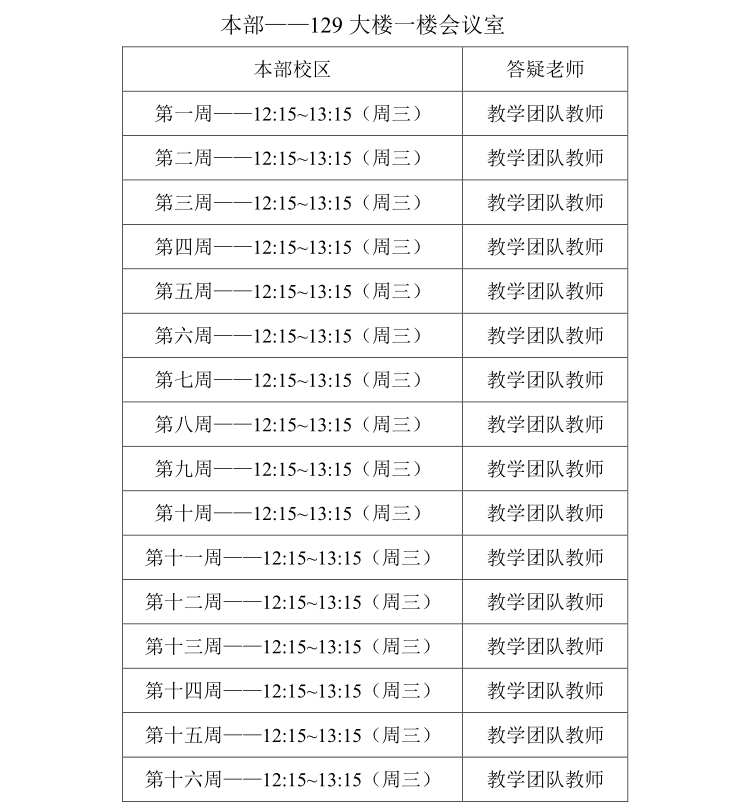 本部——129 大楼一楼会议室
本部校区 答疑老师
第一周——12:15~13:15（周三） 教学团队教师
第二周——12:15~13:15（周三） 教学团队教师
第三周——12:15~13:15（周三） 教学团队教师
第四周——12:15~13:15（周三） 教学团队教师
第五周——12:15~13:15（周三） 教学团队教师
第六周——12:15~13:15（周三） 教学团队教师
第七周——12:15~13:15（周三） 教学团队教师
第八周——12:15~13:15（周三） 教学团队教师
第九周——12:15~13:15（周三） 教学团队教师
第十周——12:15~13:15（周三） 教学团队教师
第十一周——12:15~13:15（周三） 教学团队教师
第十二周——12:15~13:15（周三） 教学团队教师
第十三周——12:15~13:15（周三） 教学团队教师
第十四周——12:15~13:15（周三） 教学团队教师
第十五周——12:15~13:15（周三） 教学团队教师
第十六周——12:15~13:15（周三） 教学团队教师